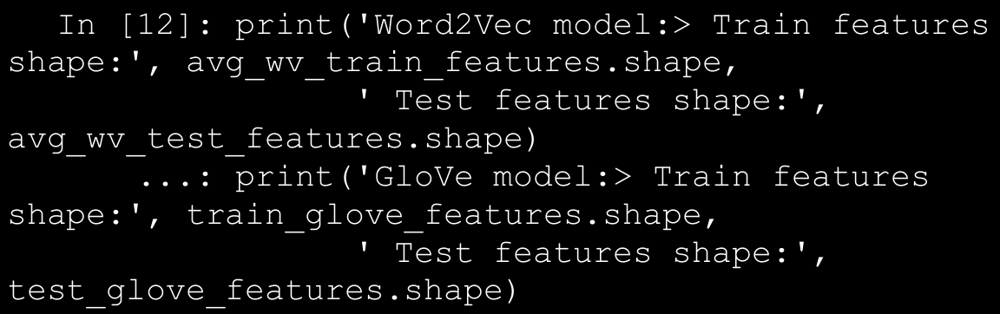 In [12]: print('Word2Vec model:> Train features
shape:', avg_wv_train_features.shape,
' Test features shape:',
avg_wv_test_features.shape)
...: print('GloVe model:> Train features
shape:', train_glove_features.shape,
' Test features shape:',
test_glove_features.shape)